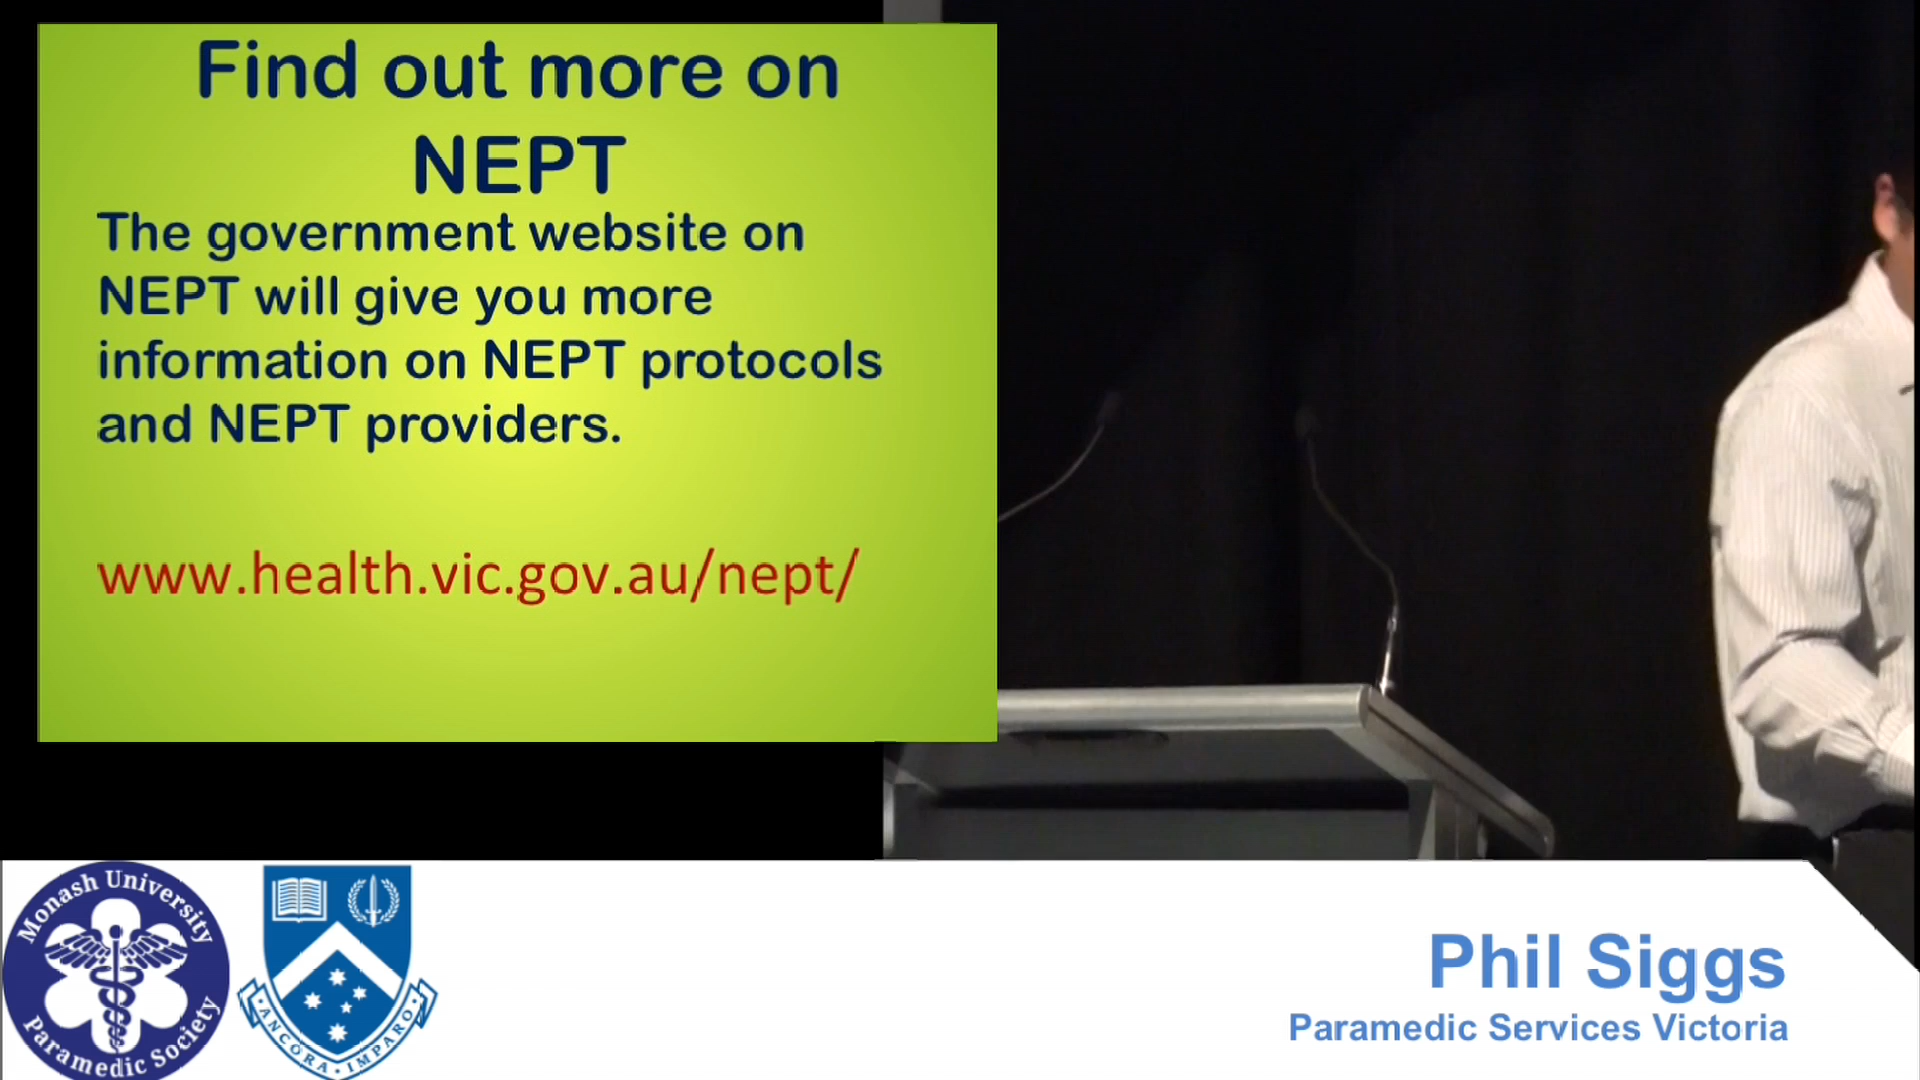 Find out more on
NEPT
The government website on
NEPT will give you more
information on NEPT protocols
and NEPT providers.
www.health.vic.gov.au/nept/
Monash University
Paramedic Society
ANCORA IMPARO
Phil Siggs
Paramedic Services Victoria